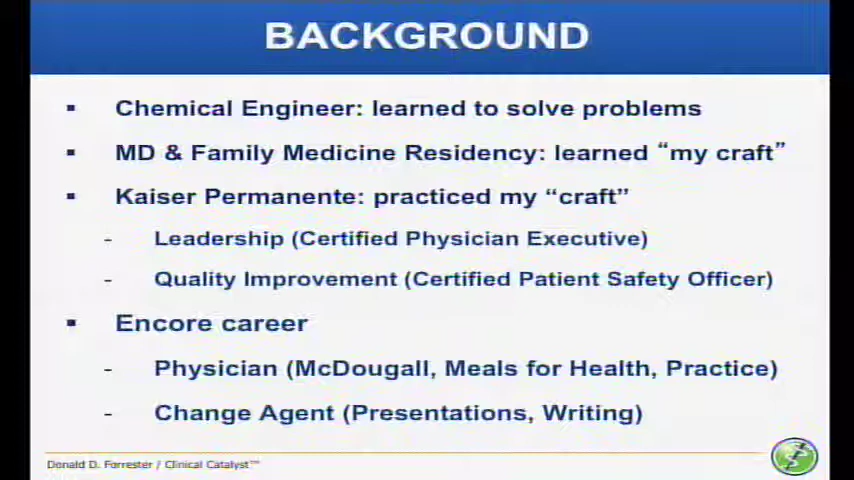 BACKGROUND
▪ Chemical Engineer: learned to solve problems
▪ MD & Family Medicine Residency: learned “my craft”
▪ Kaiser Permanente: practiced my “craft”
- Leadership (Certified Physician Executive)
- Quality Improvement (Certified Patient Safety Officer)
▪ Encore career
- Physician (McDougall, Meals for Health, Practice)
- Change Agent (Presentations, Writing)
Donald D. Forrester / Clinical Catalyst™